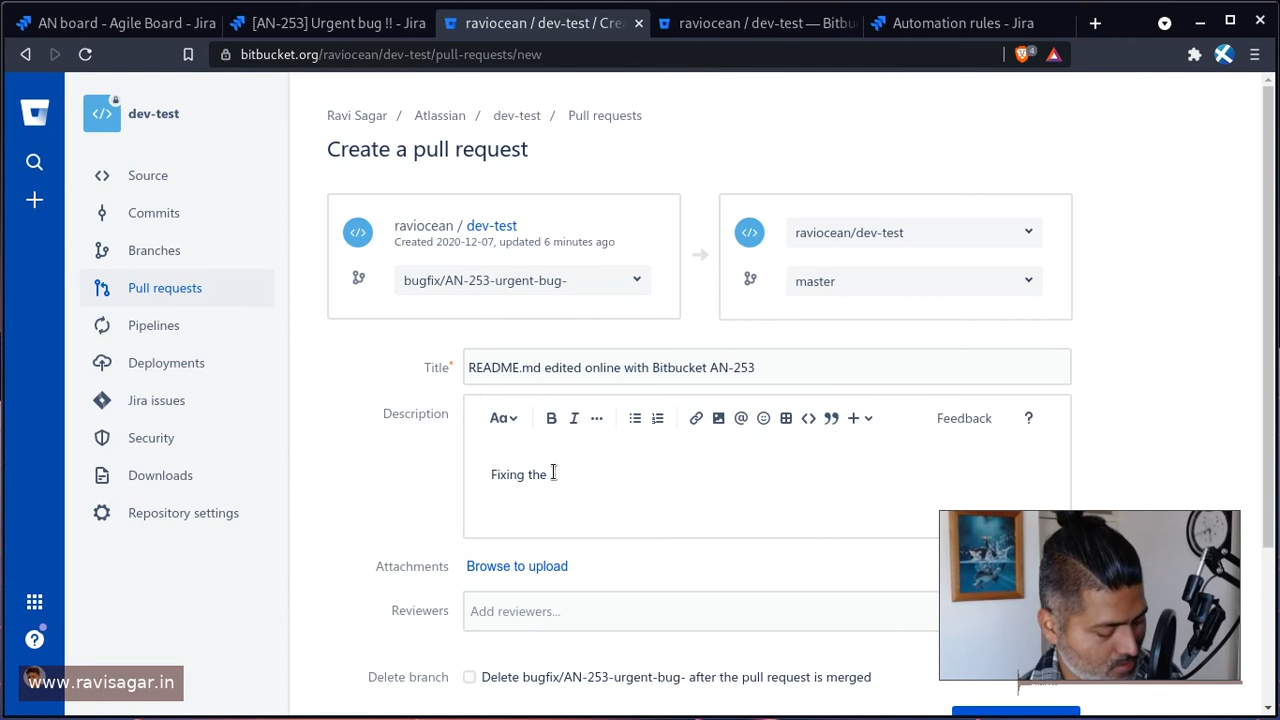 AN board - Agile Board - Jira
[AN-253] Urgent bug !! - Jira
raviocean / dev-test / Cre
raviocean / dev-test — Bitbu
Automation rules - Jira
bitbucket.org/raviocean/dev-test/pull-requests/new
4
dev-test
Source
Commits
Branches
Pull requests
Pipelines
Deployments
Jira issues
Security
Downloads
Repository settings
Ravi Sagar / Atlassian / dev-test / Pull requests
Create a pull request
raviocean / dev-test
Created 2020-12-07, updated 6 minutes ago
bugfix/AN-253-urgent-bug-
raviocean/dev-test
master
Title*
README.md edited online with Bitbucket AN-253
Description
Aa
B I
Feedback ?
Fixing the
Attachments
Browse to upload
Reviewers
Add reviewers...
Delete branch
Delete bugfix/AN-253-urgent-bug- after the pull request is merged
www.ravisagar.in